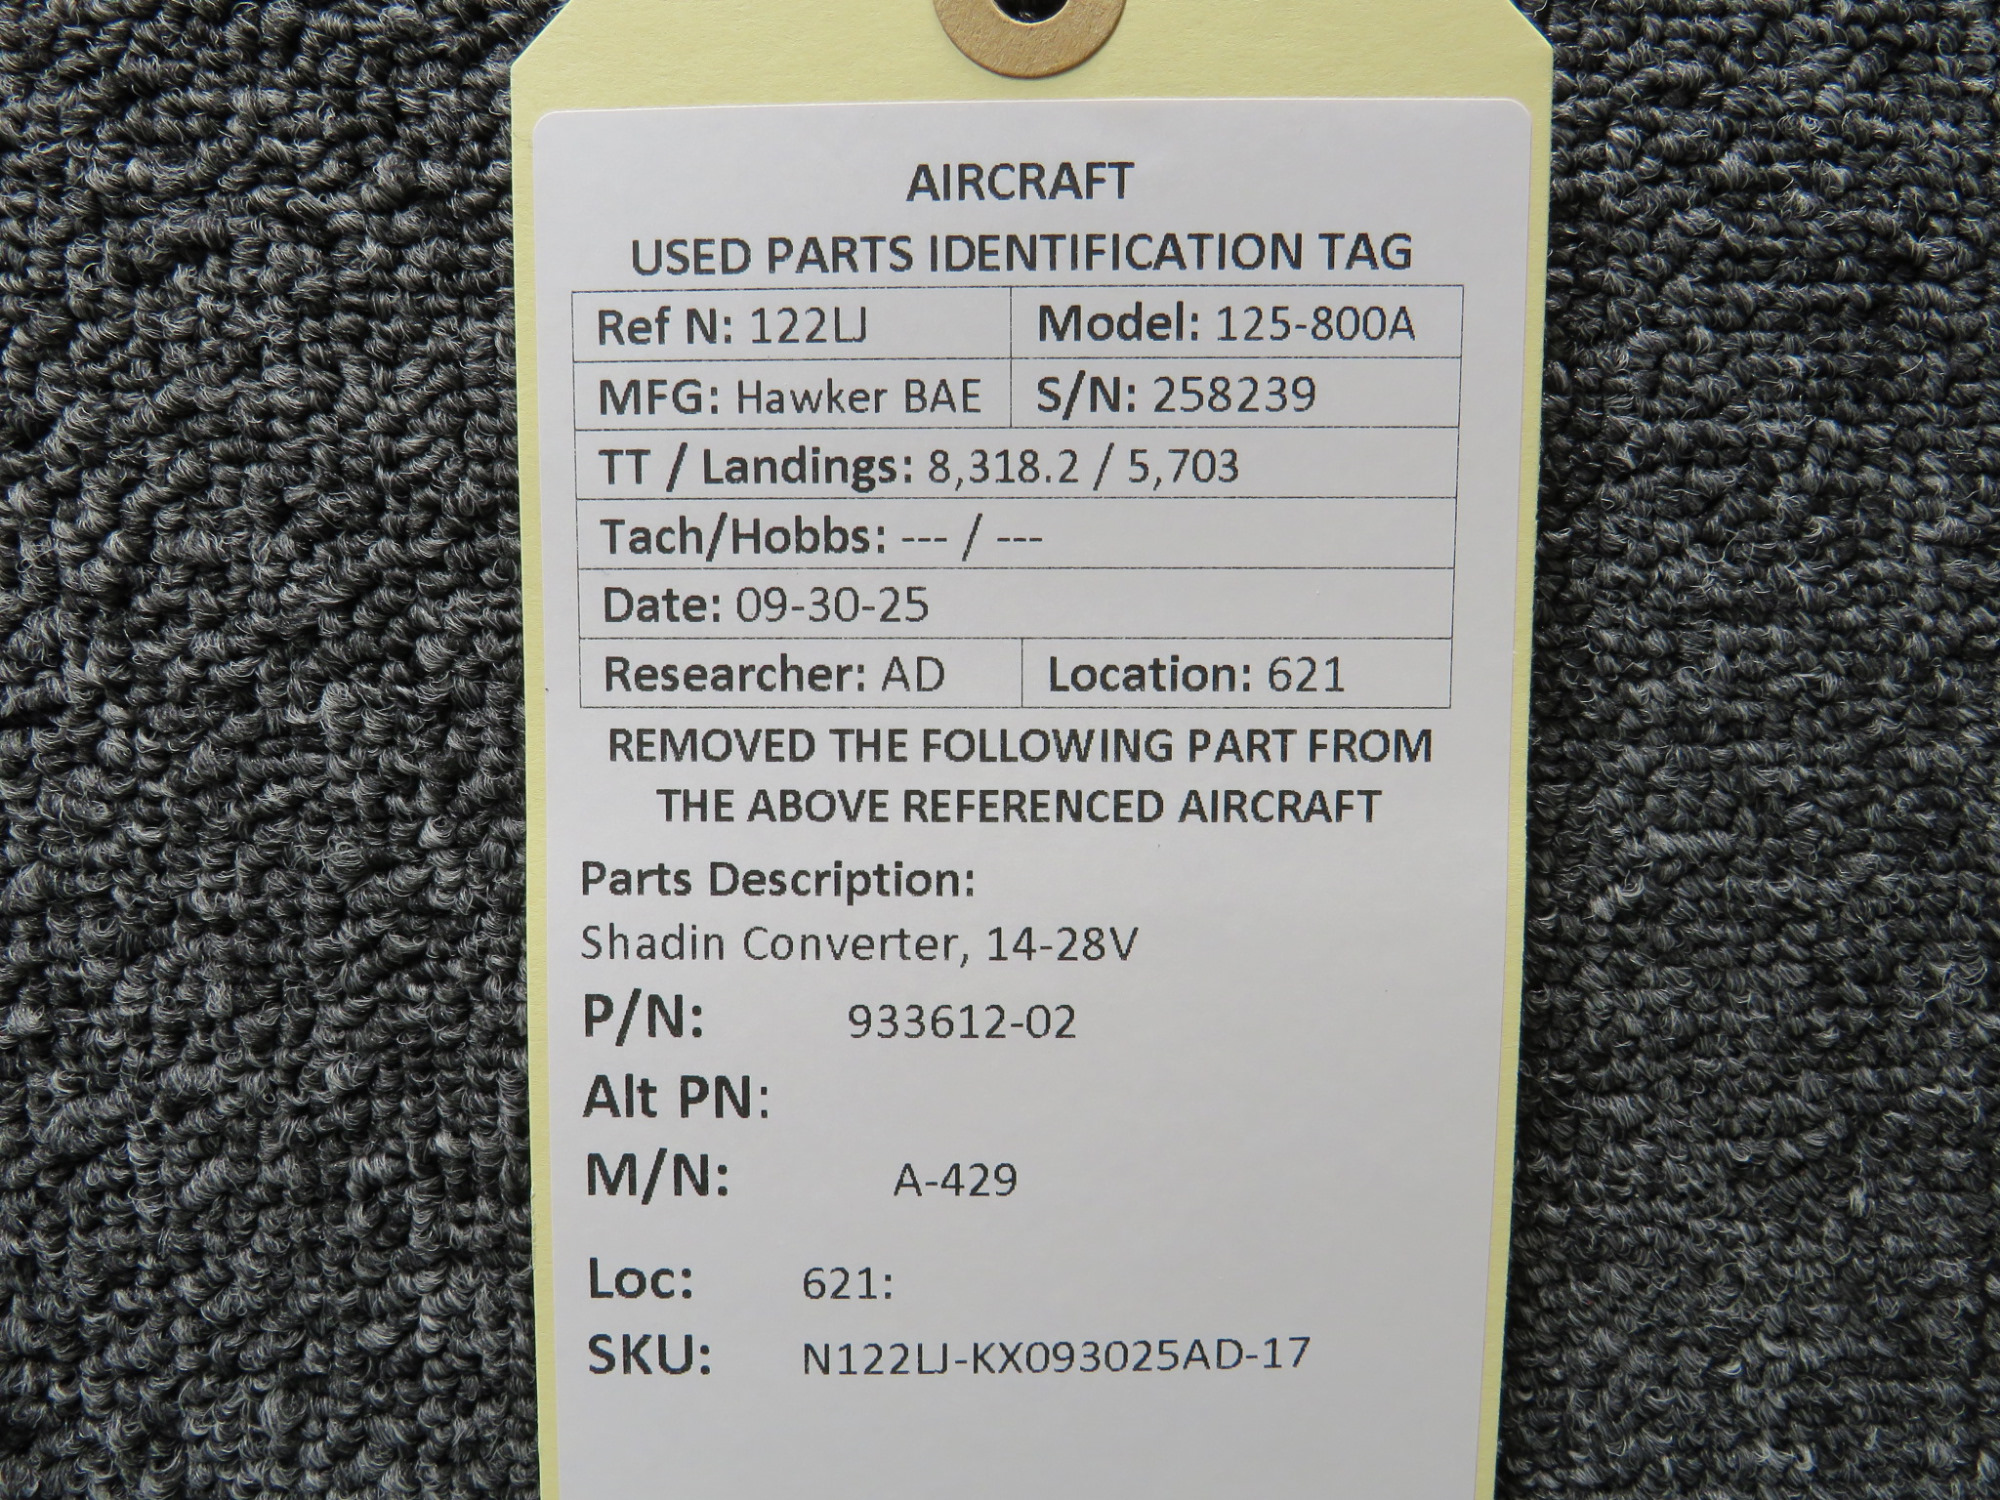 AIRCRAFT
USED PARTS IDENTIFICATION TAG
Ref N: 122LJ Model: 125-800A
MFG: Hawker BAE S/N: 258239
TT / Landings: 8,318.2 / 5,703
Tach/Hobbs: --- / ---
Date: 09-30-25
Researcher: AD Location: 621
REMOVED THE FOLLOWING PART FROM
THE ABOVE REFERENCED AIRCRAFT
Parts Description:
Shadin Converter, 14-28V
P/N: 933612-02
Alt PN:
M/N: A-429
Loc: 621:
SKU: N122LJ-KX093025AD-17